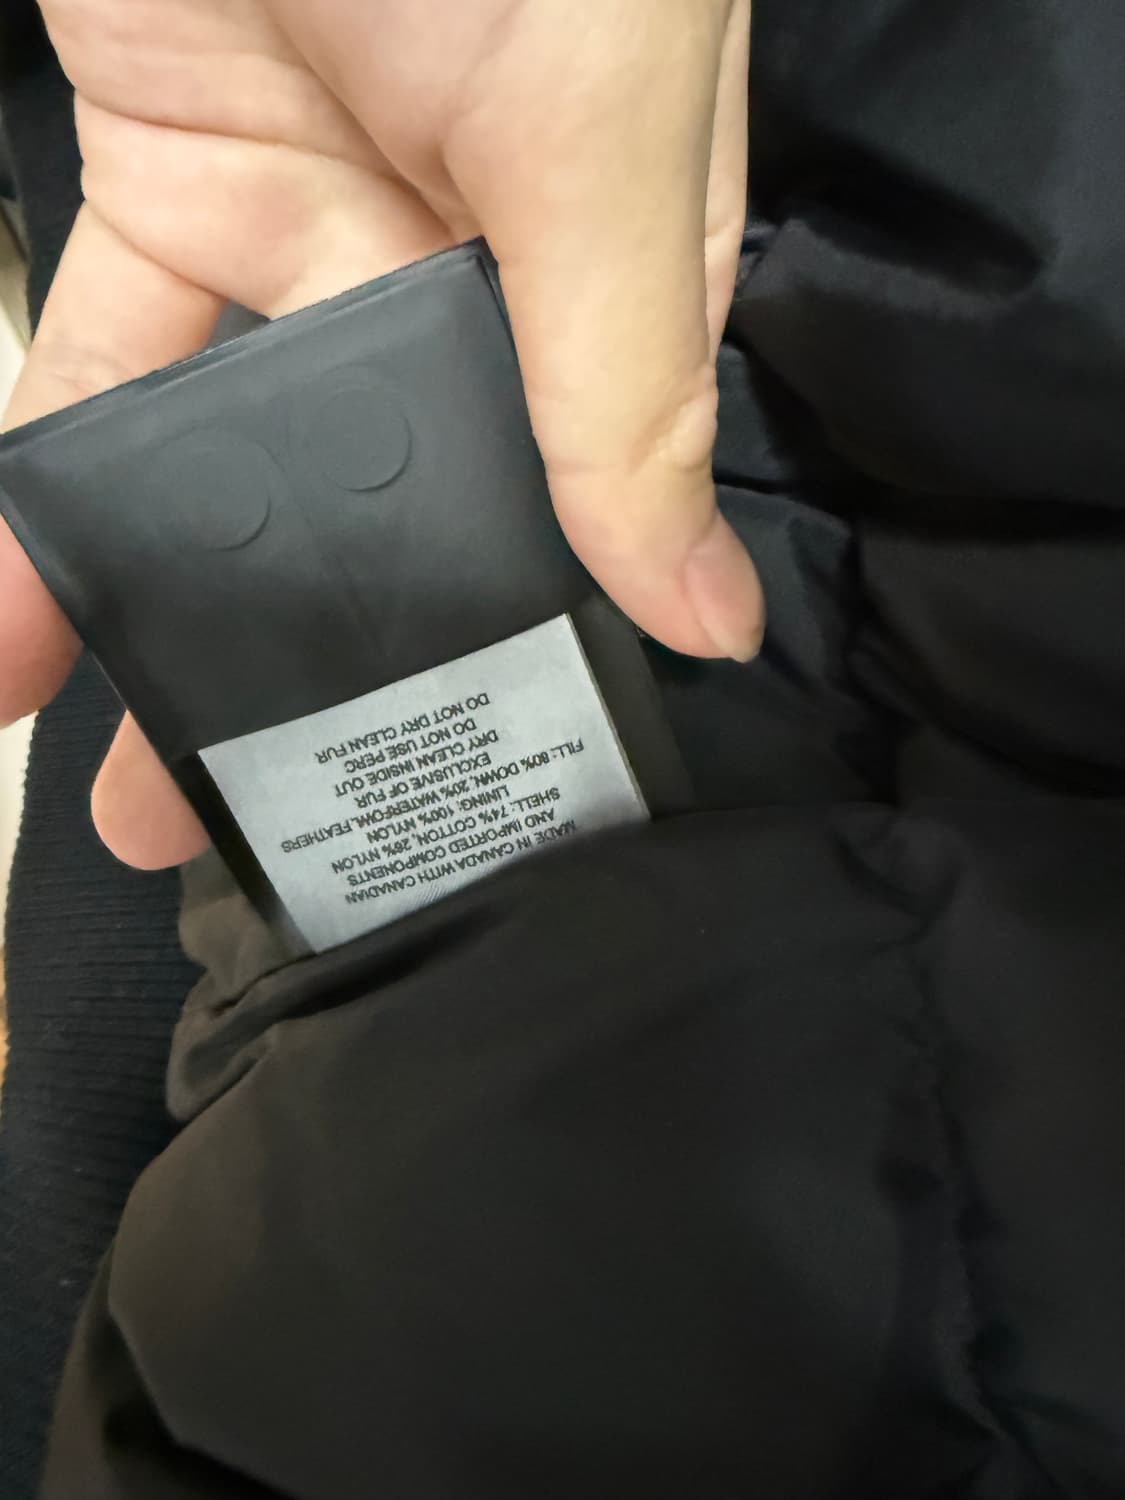 MADE IN CANADA WITH CANADIAN
AND IMPORTED COMPONENTS
SHELL: 74% COTTON, 26% NYLON
LINING: 100% NYLON
FILL: 80% DOWN, 20% WATERFOWL FEATHERS
EXCLUSIVE OF FUR
DRY CLEAN INSIDE OUT
DO NOT USE PERC
DO NOT DRY CLEAN FUR